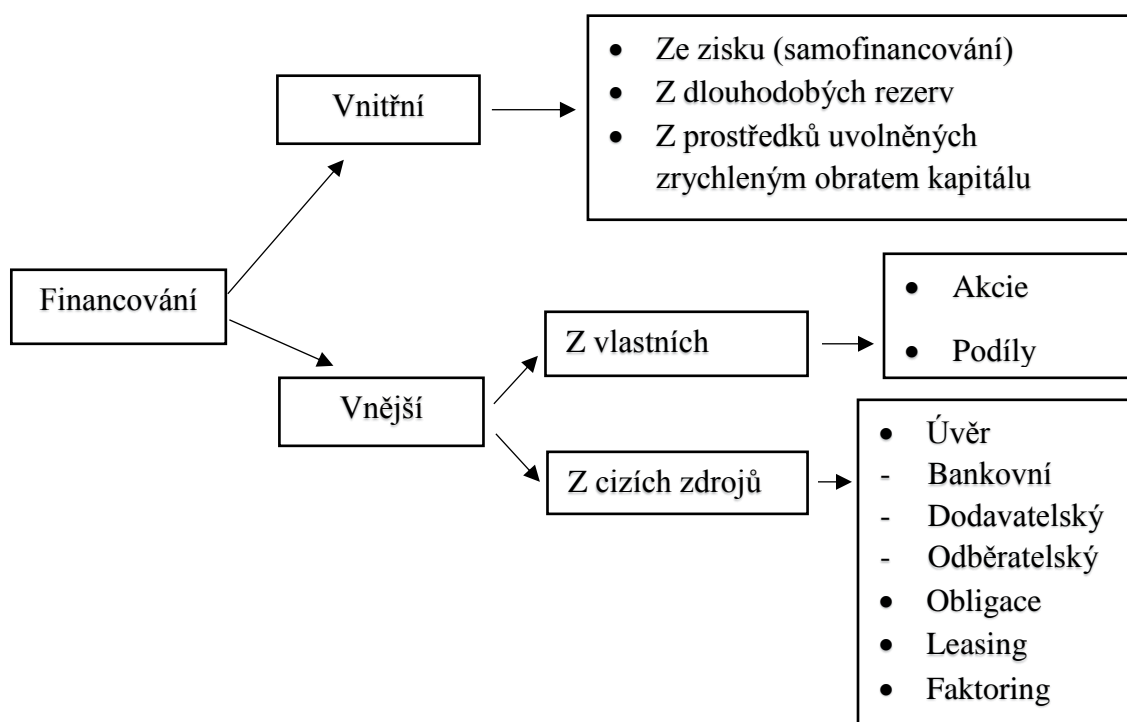 Financování
Vnitřní
• Ze zisku (samofinancování)
• Z dlouhodobých rezerv
• Z prostředků uvolněných
zrychleným obratem kapitálu
Vnější
Z vlastních
• Akcie
• Podíly
Z cizích zdrojů
• Úvěr
- Bankovní
- Dodavatelský
- Odběratelský
• Obligace
• Leasing
• Faktoring